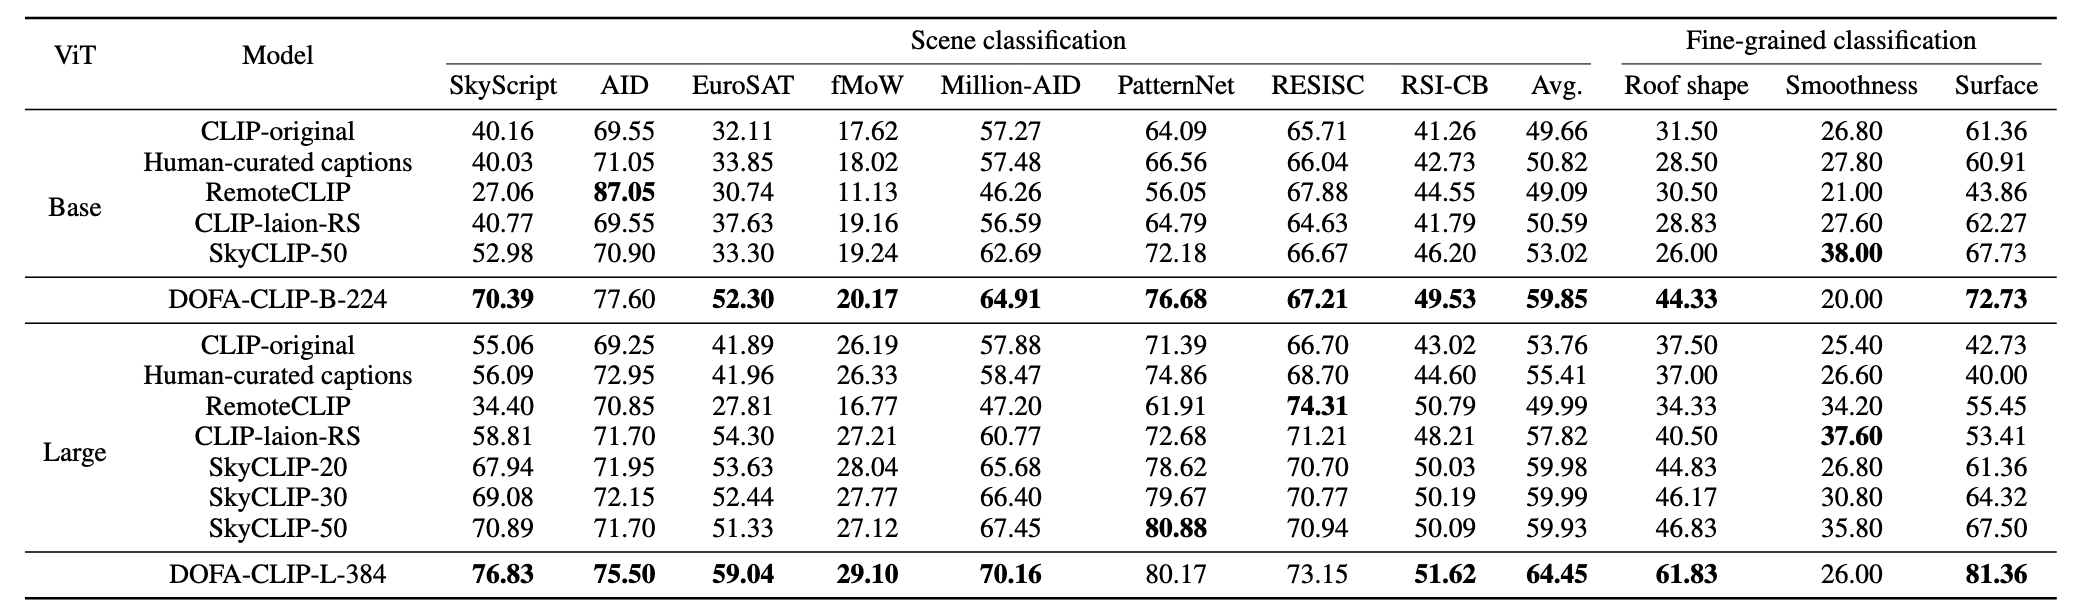 ViT Model Scene classification Fine-grained classification
SkyScript AID EuroSAT fMoW Million-AID PatternNet RESISC RSI-CB Avg. Roof shape Smoothness Surface
CLIP-original 40.16 69.55 32.11 17.62 57.27 64.09 65.71 41.26 49.66 31.50 26.80 61.36
Human-curated captions 40.03 71.05 33.85 18.02 57.48 66.56 66.04 42.73 50.82 28.50 27.80 60.91
RemoteCLIP 27.06 87.05 30.74 11.13 46.26 56.05 67.88 44.55 49.09 30.50 21.00 43.86
Base
CLIP-laion-RS 40.77 69.55 37.63 19.16 56.59 64.79 64.63 41.79 50.59 28.83 27.60 62.27
SkyCLIP-50 52.98 70.90 33.30 19.24 62.69 72.18 66.67 46.20 53.02 26.00 38.00 67.73
DOFA-CLIP-B-224 70.39 77.60 52.30 20.17 64.91 76.68 67.21 49.53 59.85 44.33 20.00 72.73
CLIP-original 55.06 69.25 41.89 26.19 57.88 71.39 66.70 43.02 53.76 37.50 25.40 42.73
Human-curated captions 56.09 72.95 41.96 26.33 58.47 74.86 68.70 44.60 55.41 37.00 26.60 40.00
RemoteCLIP 34.40 70.85 27.81 16.77 47.20 61.91 74.31 50.79 49.99 34.33 34.20 55.45
CLIP-laion-RS 58.81 71.70 54.30 27.21 60.77 72.68 71.21 48.21 57.82 40.50 37.60 53.41
Large
SkyCLIP-20 67.94 71.95 53.63 28.04 65.68 78.62 70.70 50.03 59.98 44.83 26.80 61.36
SkyCLIP-30 69.08 72.15 52.44 27.77 66.40 79.67 70.77 50.19 59.99 46.17 30.80 64.32
SkyCLIP-50 70.89 71.70 51.33 27.12 67.45 80.88 70.94 50.09 59.93 46.83 35.80 67.50
DOFA-CLIP-L-384 76.83 75.50 59.04 29.10 70.16 80.17 73.15 51.62 64.45 61.83 26.00 81.36